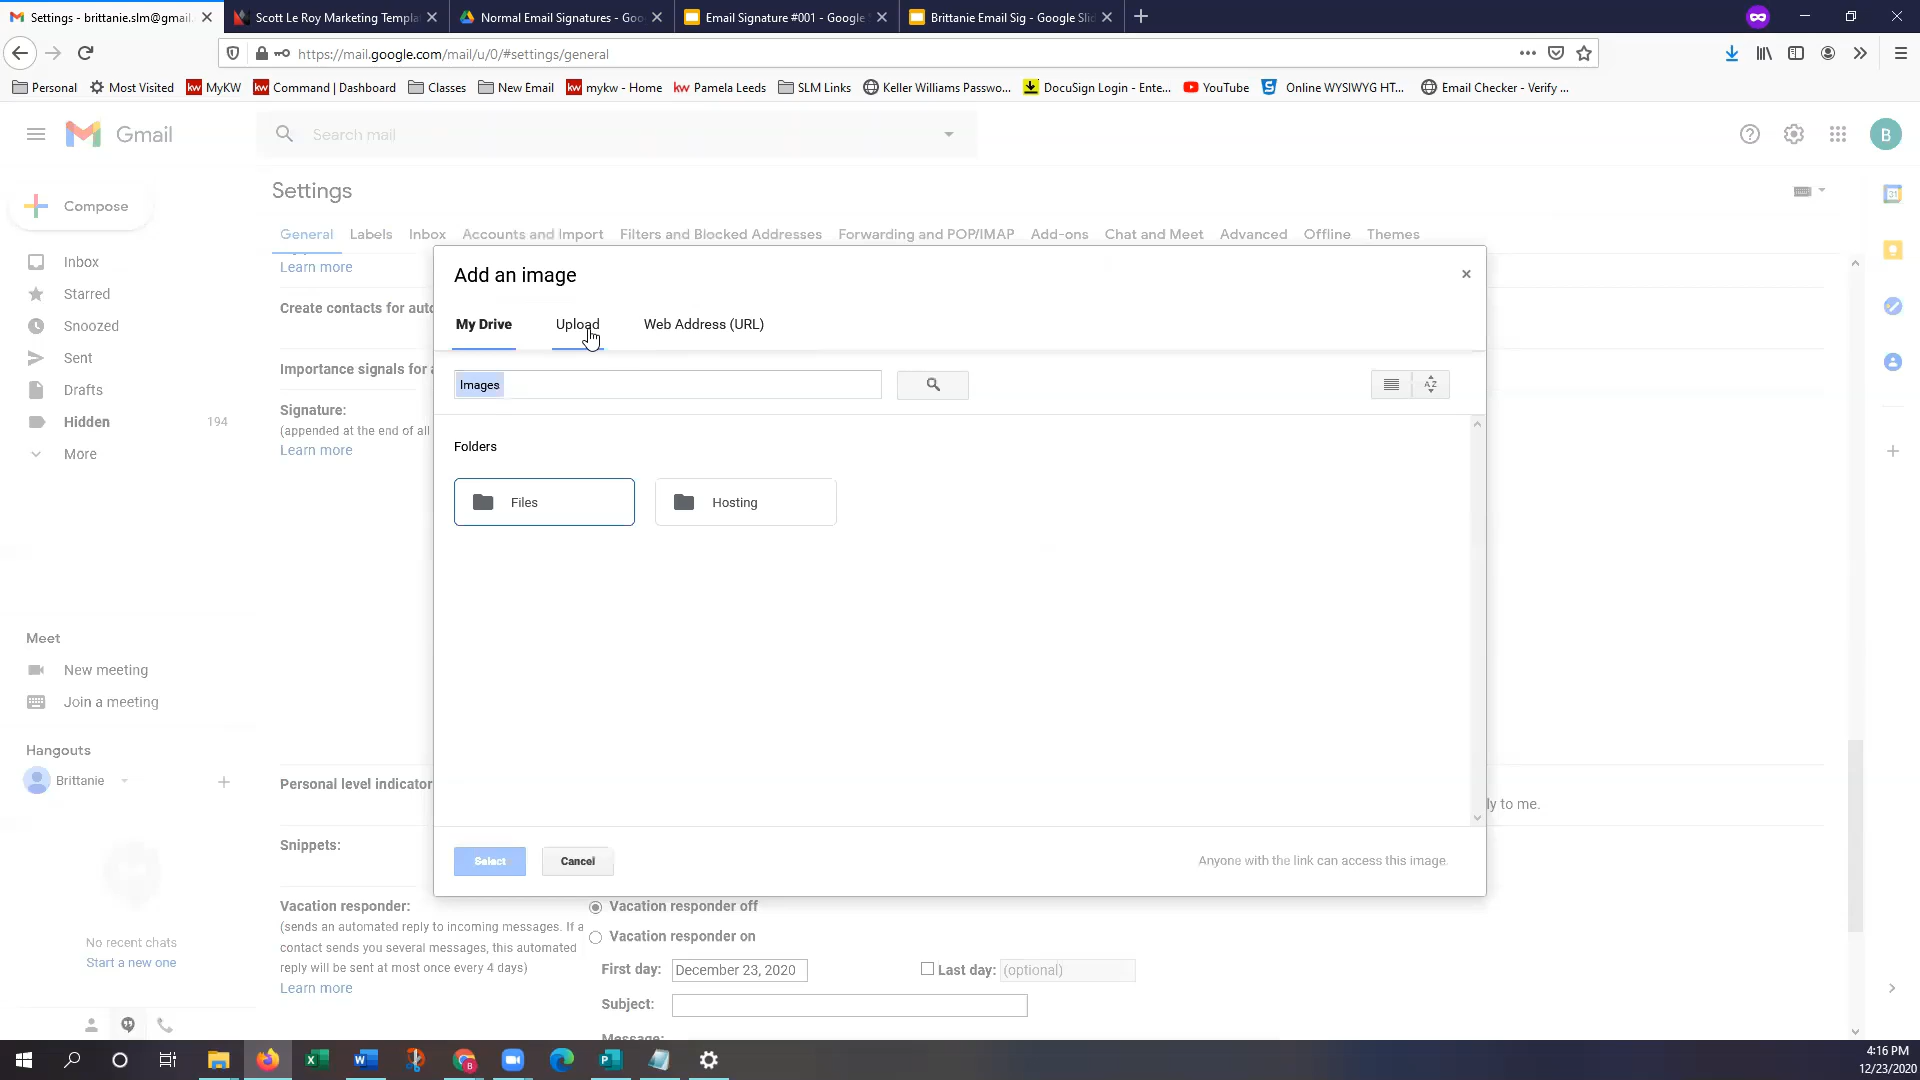 Settings - brittanie.slm@gmail.
Scott Le Roy Marketing Templa
Normal Email Signatures - Goo
Email Signature #001 - Google
Brittanie Email Sig - Google Slid
https://mail.google.com/mail/u/0/#settings/general
Personal
Most Visited
MyKW
Command | Dashboard
Classes
New Email
mykw - Home
Pamela Leeds
SLM Links
Keller Williams Passwo...
DocuSign Login - Ente...
YouTube
Online WYSIWYG HT...
Email Checker - Verify ...
Gmail
Search mail
B
Settings
Compose
General
Labels
Inbox
Accounts and Import
Filters and Blocked Addresses
Forwarding and POP/IMAP
Add-ons
Chat and Meet
Advanced
Offline
Themes
Inbox
Starred
Snoozed
Sent
Drafts
Hidden 194
More
Learn more
Create contacts for auto
Importance signals for a
Signature:
(appended at the end of all
Learn more
Add an image
My Drive
Upload
Web Address (URL)
Images
Folders
Files
Hosting
Select
Cancel
Anyone with the link can access this image.
Meet
New meeting
Join a meeting
Hangouts
Brittanie
No recent chats
Start a new one
Personal level indicator
ly to me.
Snippets:
Vacation responder:
(sends an automated reply to incoming messages. If a
contact sends you several messages, this automated
reply will be sent at most once every 4 days)
Learn more
Vacation responder off
Vacation responder on
First day: December 23, 2020
Last day: (optional)
Subject:
Message:
4:16 PM
12/23/2020